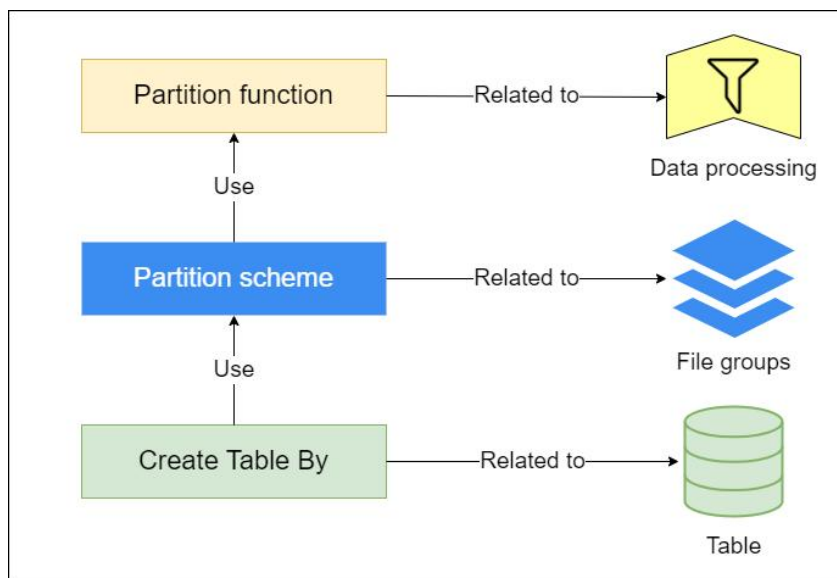 Partition function
Related to
Data processing
Use
Partition scheme
Related to
File groups
Use
Create Table By
Related to
Table